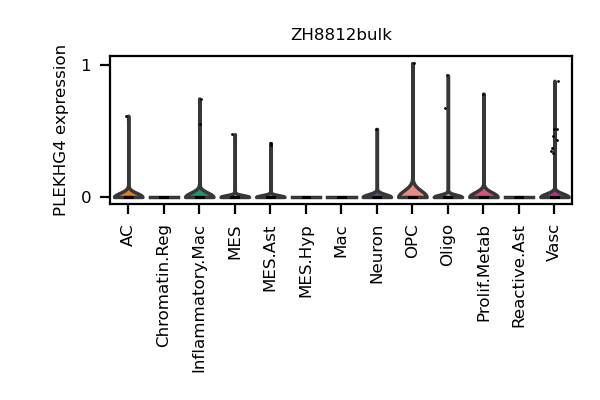 ZH8812bulk
PLEKHG4 expression
1
0
AC
Chromatin.Reg
Inflammatory.Mac
MES
MES.Ast
MES.Hyp
Mac
Neuron
OPC
Oligo
Prolif.Metab
Reactive.Ast
Vasc